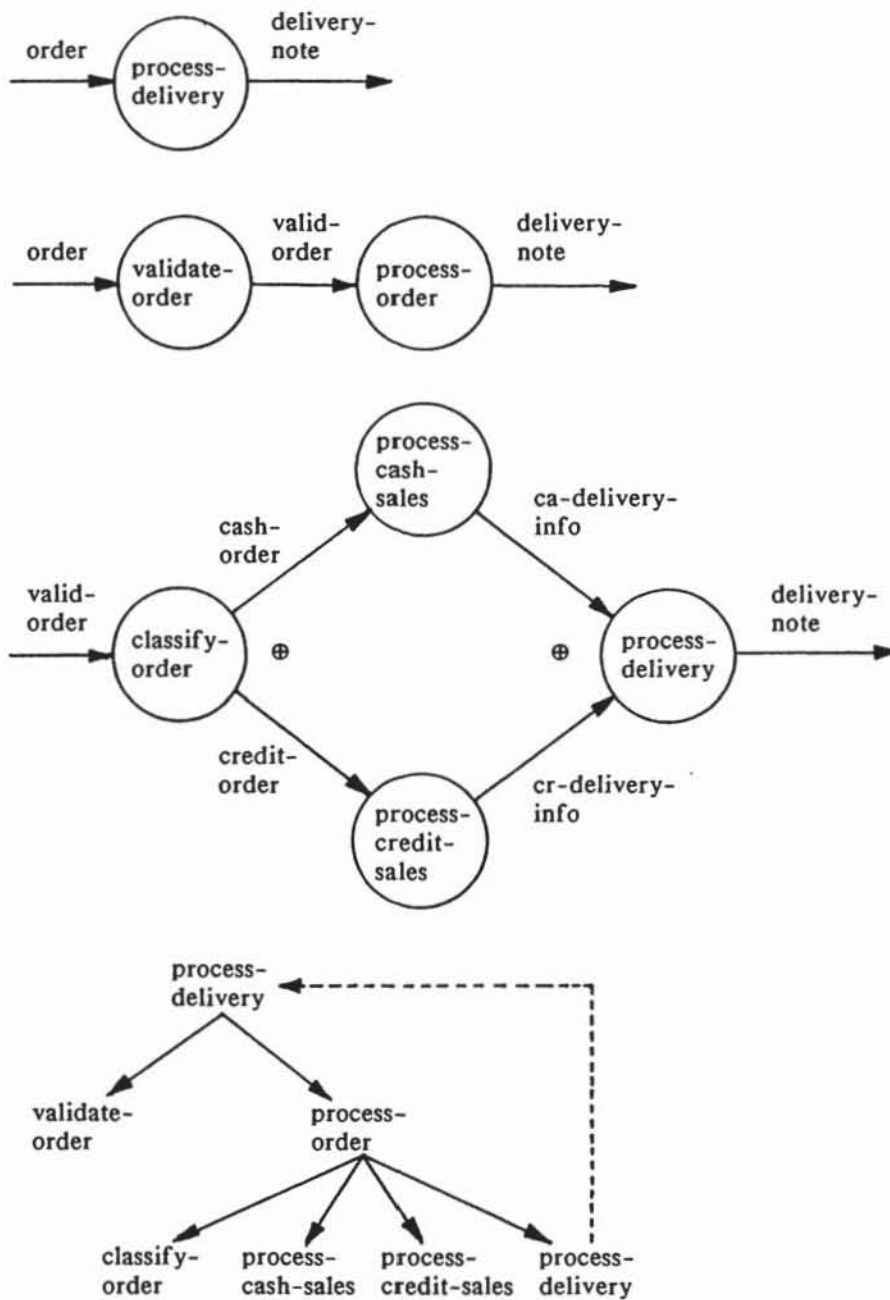 order
delivery-
note
process-
delivery
order
validate-
order
valid-
order
process-
order
delivery-
note
process-
cash-
sales
cash-
order
ca-delivery-
info
valid-
order
classify-
order
⊕
⊕
process-
delivery
delivery-
note
credit-
order
process-
credit-
sales
cr-delivery-
info
process-
delivery
validate-
order
process-
order
classify-
order
process-
cash-sales
process-
credit-sales
process-
delivery